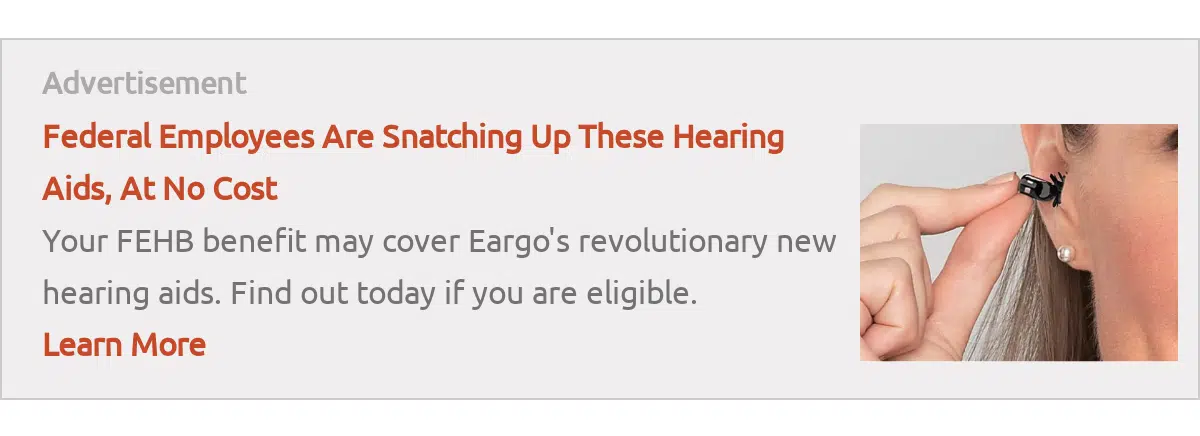 Advertisement
Federal Employees Are Snatching Up These Hearing
Aids, At No Cost
Your FEHB benefit may cover Eargo's revolutionary new
hearing aids. Find out today if you are eligible.
Learn More